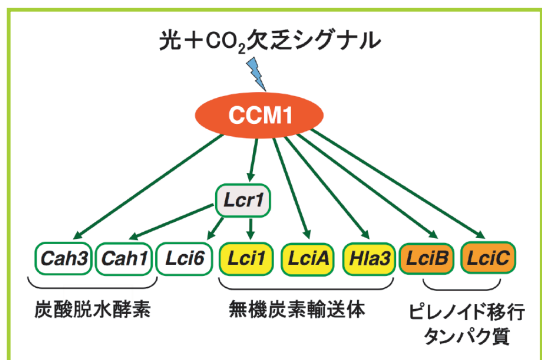 光＋CO₂欠乏シグナル
CCM1
Lcr1
Cah3 Cah1 Lci6 Lci1 LciA Hla3 LciB LciC
炭酸脱水酵素 無機炭素輸送体 ピレノイド移行
タンパク質